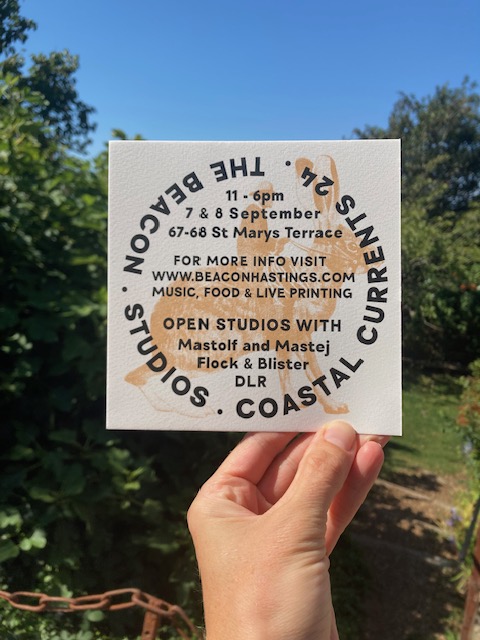 THE BEACON · STUDIOS · COASTAL CURRENTS 24 ·
11 - 6pm
7 & 8 September
67-68 St Marys Terrace
FOR MORE INFO VISIT
WWW.BEACONHASTINGS.COM
MUSIC, FOOD & LIVE PRINTING
OPEN STUDIOS WITH
Mastolf and Mastej
Flock & Blister
DLR